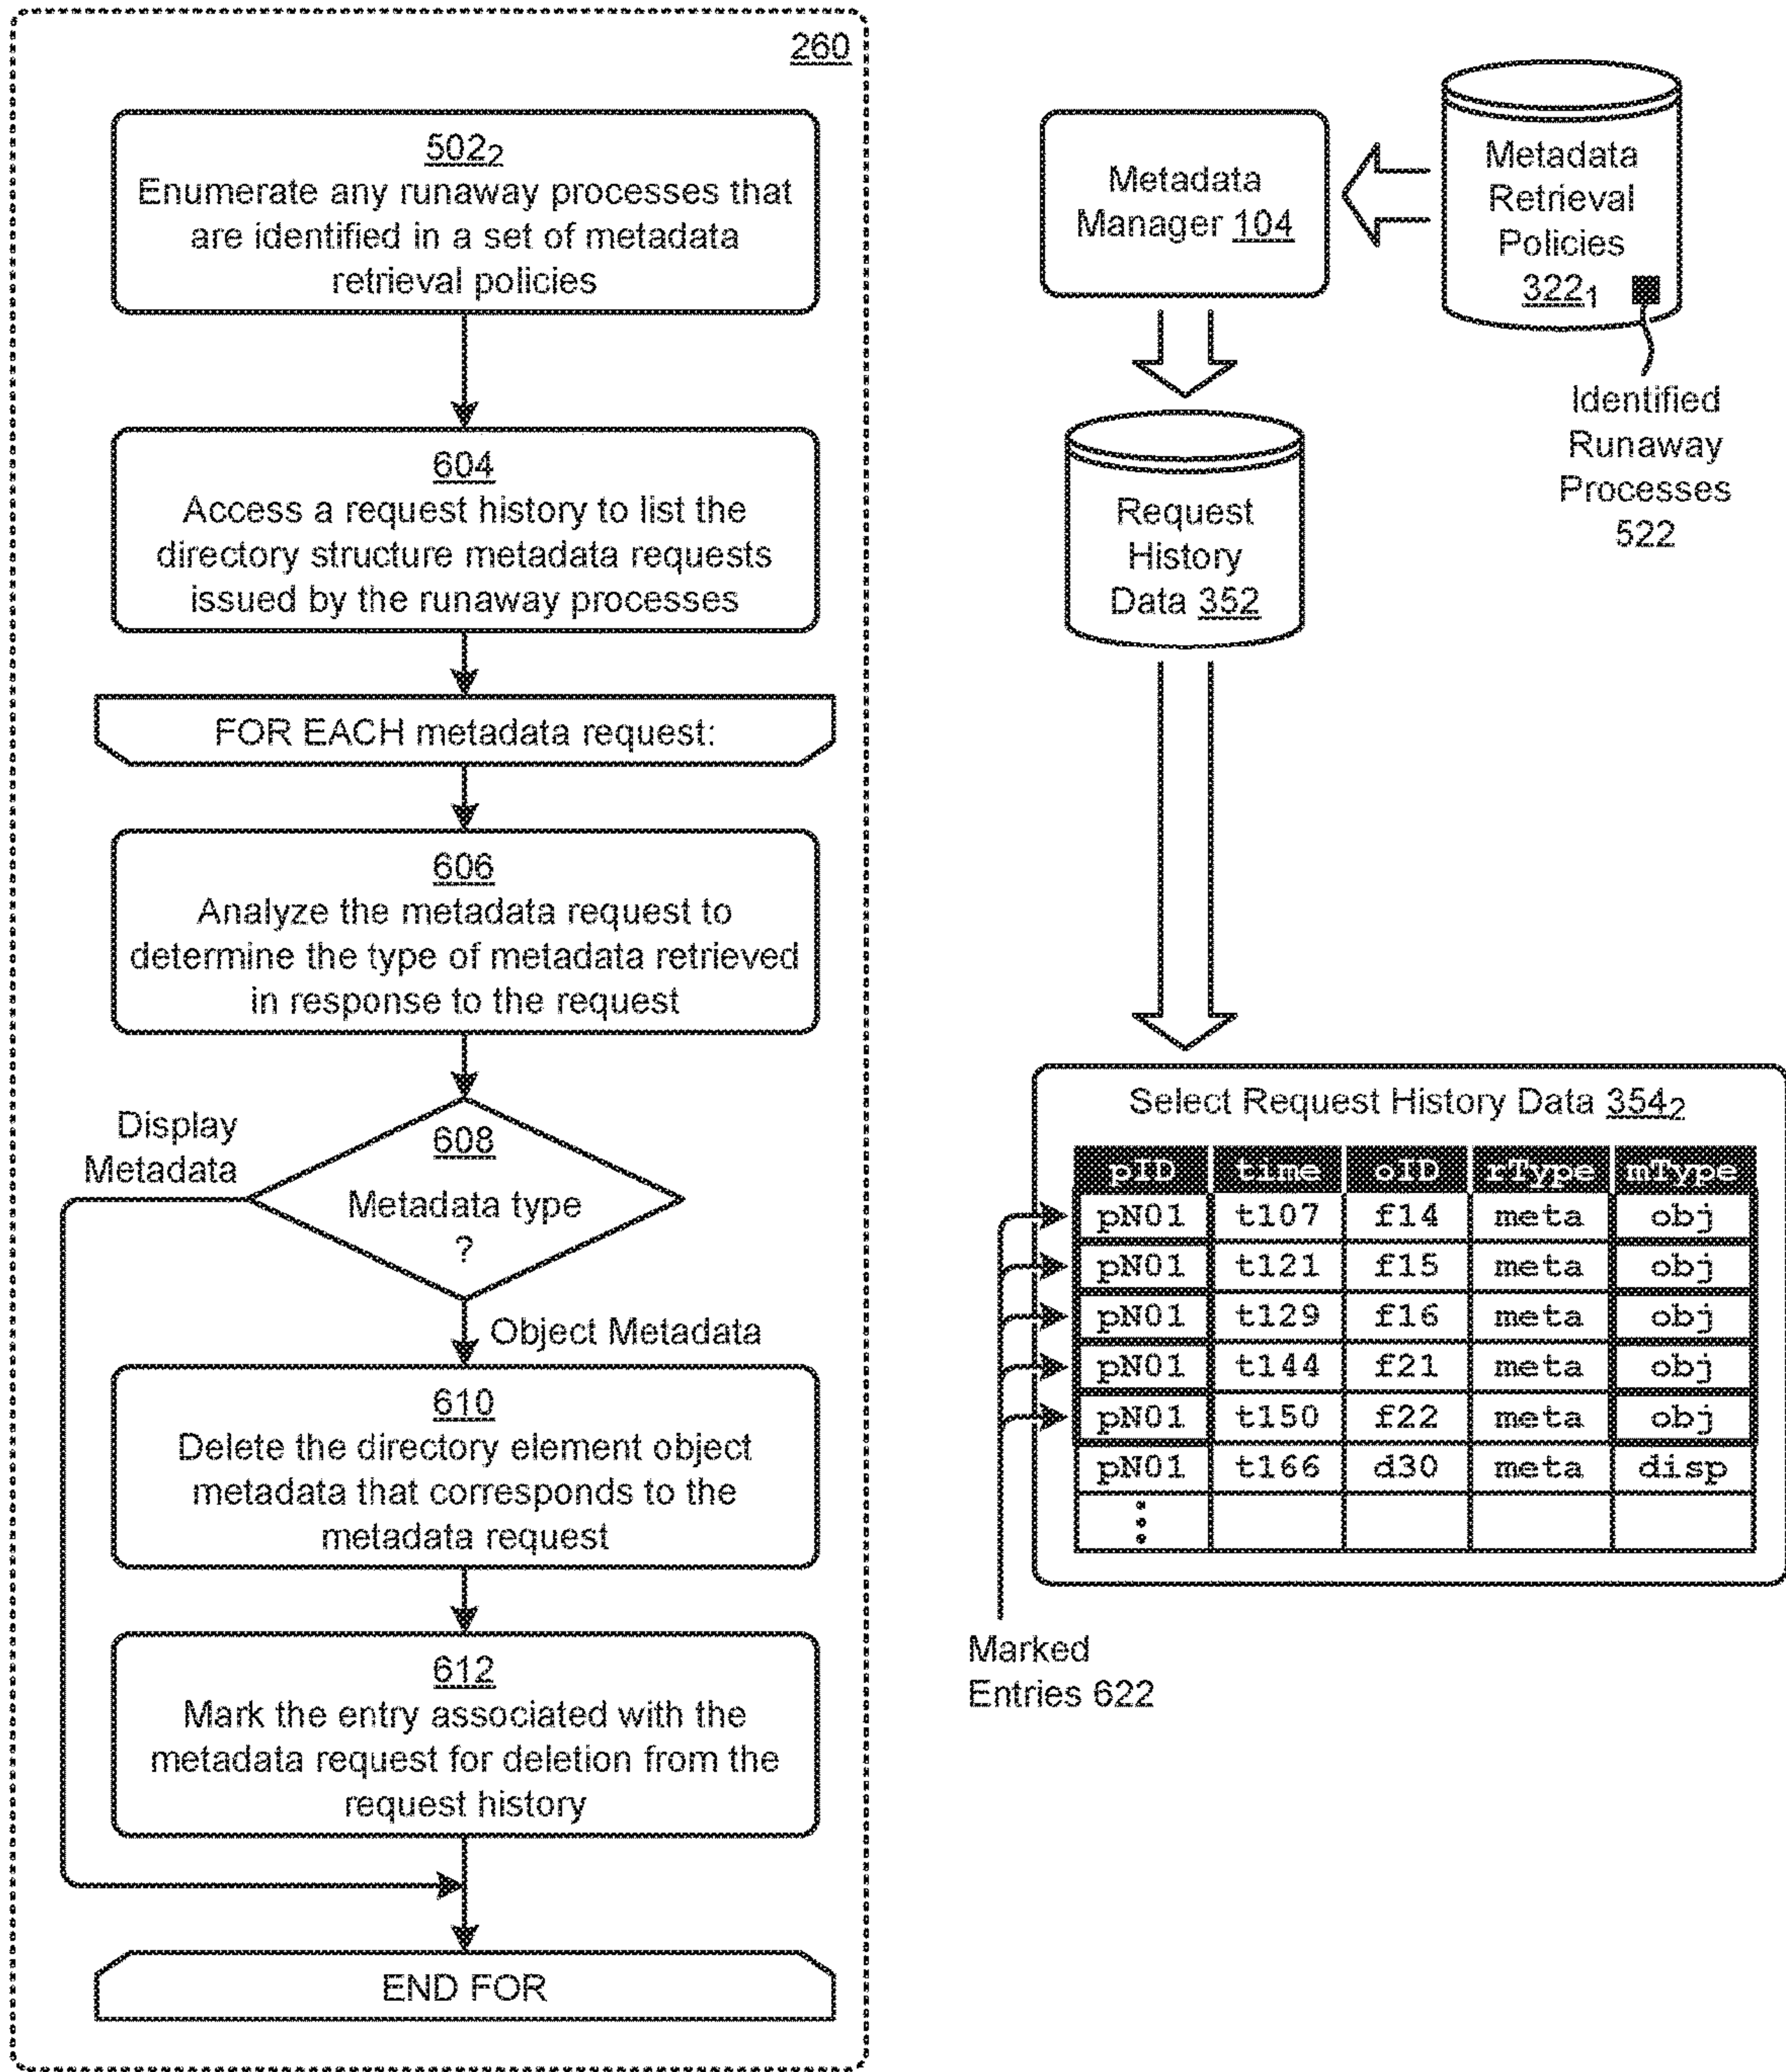 260
502₂
Enumerate any runaway processes that
are identified in a set of metadata
retrieval policies
604
Access a request history to list the
directory structure metadata requests
issued by the runaway processes
FOR EACH metadata request:
606
Analyze the metadata request to
determine the type of metadata retrieved
in response to the request
Display
Metadata
608
Metadata type
?
Object Metadata
610
Delete the directory element object
metadata that corresponds to the
metadata request
612
Mark the entry associated with the
metadata request for deletion from the
request history
END FOR
Metadata
Manager 104
Metadata
Retrieval
Policies
322₁
Identified
Runaway
Processes
522
Request
History
Data 352
Select Request History Data 354₂
pID time oID rType mType
pN01 t107 f14 meta obj
pN01 t121 f15 meta obj
pN01 t129 f16 meta obj
pN01 t144 f21 meta obj
pN01 t150 f22 meta obj
pN01 t166 d30 meta disp
Marked
Entries 622